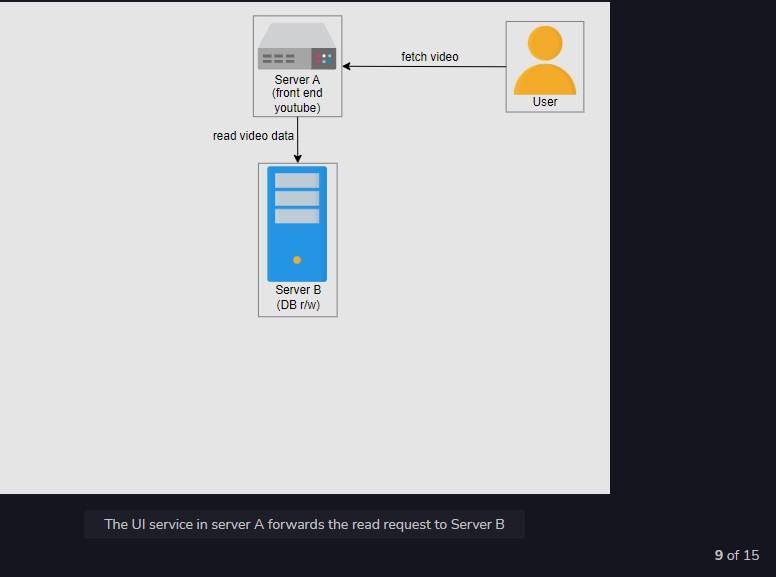 fetch video
Server A
(front end
youtube)
User
read video data
Server B
(DB r/w)
The UI service in server A forwards the read request to Server B
9 of 15